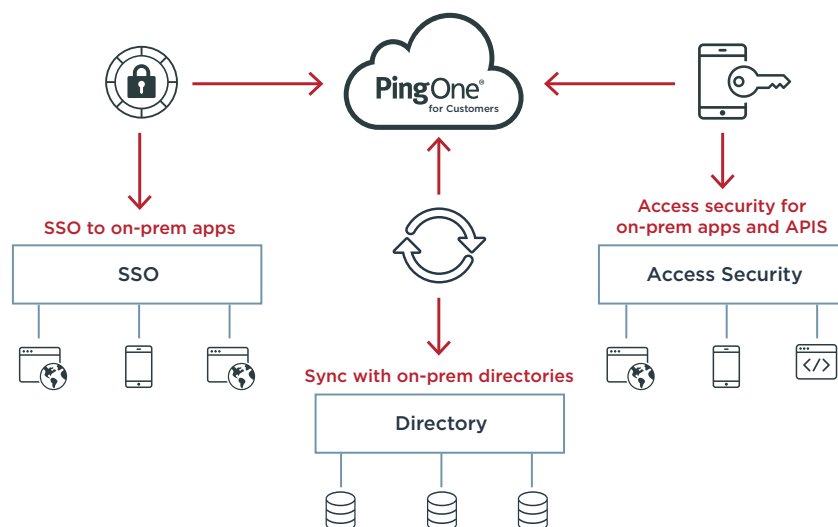 PingOne®
for Customers
SSO to on-prem apps
SSO
Access security for
on-prem apps and APIS
Access Security
</>
Sync with on-prem directories
Directory